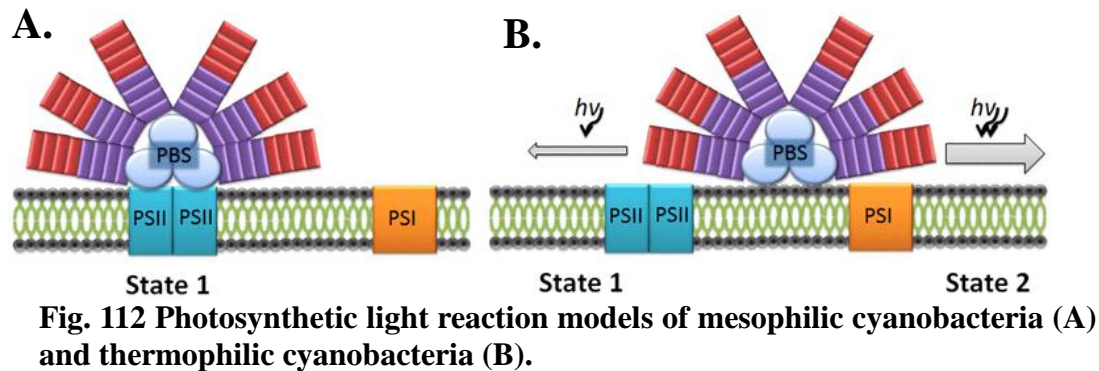 A.
B.
hν
hν
PBS
PBS
PSII PSII
PSI
PSII PSII
PSI
State 1
State 1
State 2
Fig. 112 Photosynthetic light reaction models of mesophilic cyanobacteria (A)
and thermophilic cyanobacteria (B).